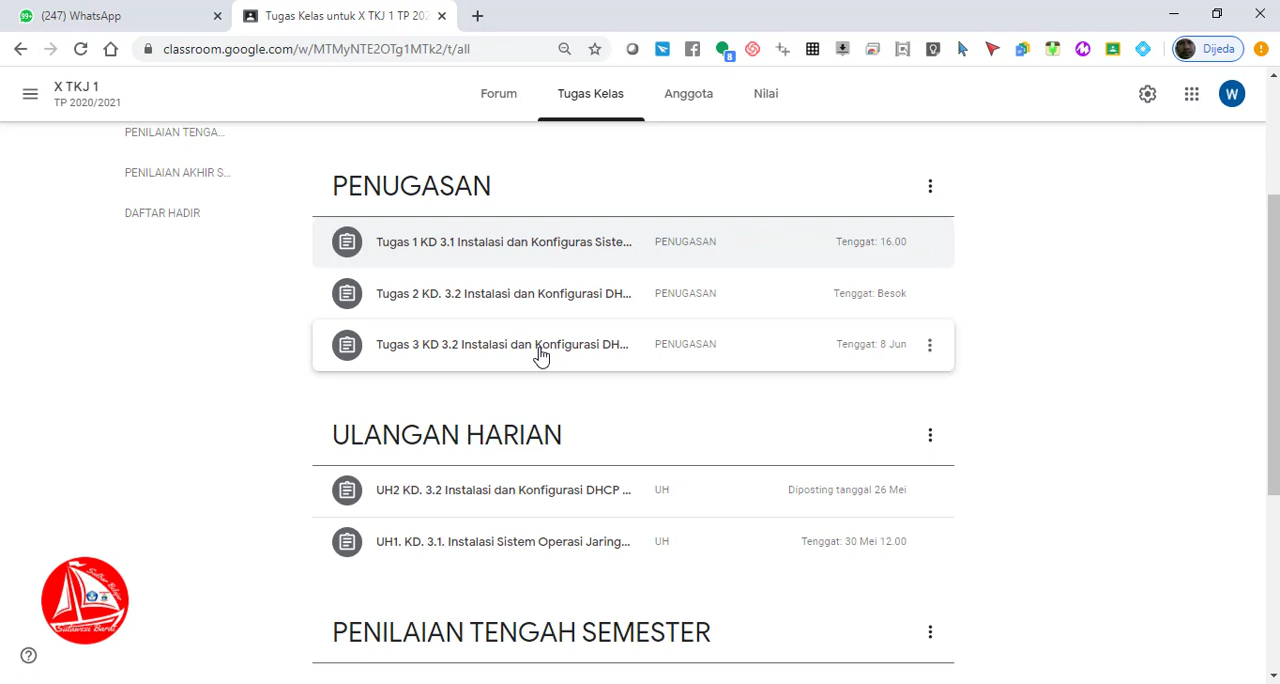 (247) WhatsApp
Tugas Kelas untuk X TKJ 1 TP 202
classroom.google.com/w/MTMyNTE2OTg1MTk2/t/all
8
Dijeda
X TKJ 1
TP 2020/2021
Forum
Tugas Kelas
Anggota
Nilai
W
PENILAIAN TENGA...
PENILAIAN AKHIR S...
DAFTAR HADIR
PENUGASAN
Tugas 1 KD 3.1 Instalasi dan Konfiguras Siste... PENUGASAN Tenggat: 16.00
Tugas 2 KD. 3.2 Instalasi dan Konfigurasi DH... PENUGASAN Tenggat: Besok
Tugas 3 KD 3.2 Instalasi dan Konfigurasi DH... PENUGASAN Tenggat: 8 Jun
ULANGAN HARIAN
UH2 KD. 3.2 Instalasi dan Konfigurasi DHCP ... UH Diposting tanggal 26 Mei
UH1. KD. 3.1. Instalasi Sistem Operasi Jaring... UH Tenggat: 30 Mei 12.00
PENILAIAN TENGAH SEMESTER
Sulawesi Barat